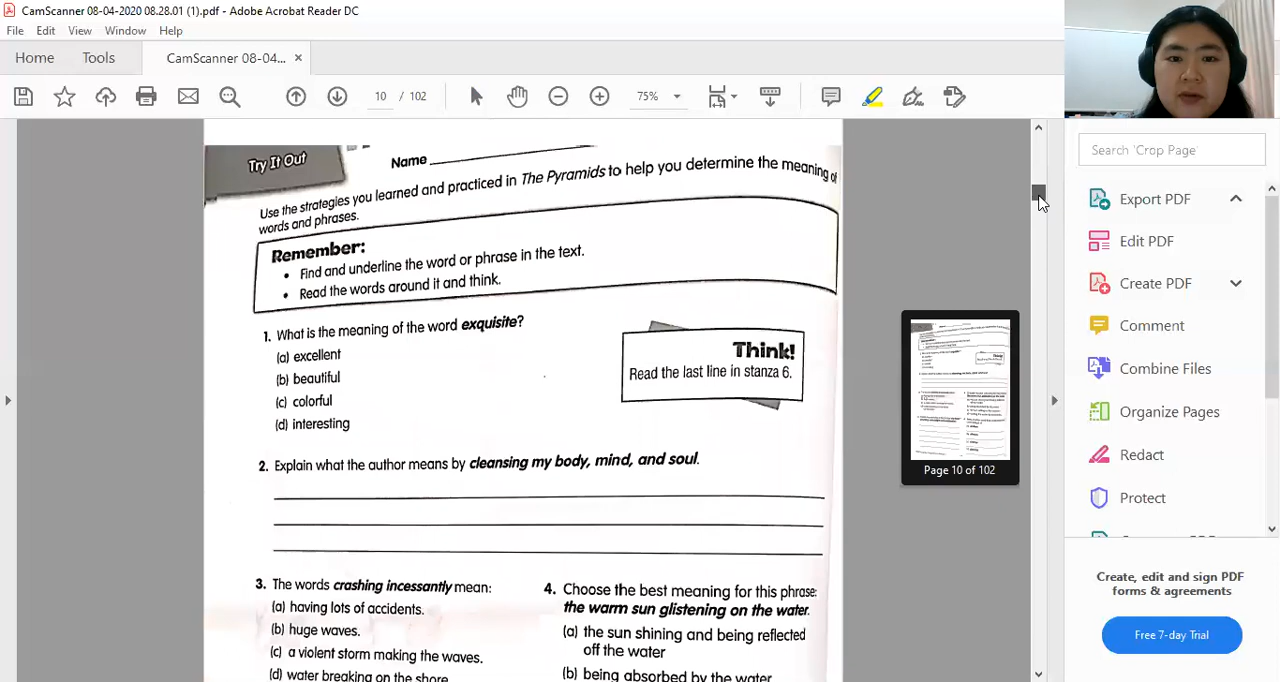 CamScanner 08-04-2020 08.28.01 (1).pdf - Adobe Acrobat Reader DC
File Edit View Window Help
Home Tools CamScanner 08-04... ×
10 / 102 75%
Search 'Crop Page'
Export PDF
Edit PDF
Create PDF
Comment
Combine Files
Organize Pages
Redact
Protect
Create, edit and sign PDF
forms & agreements
Free 7-day Trial
Page 10 of 102
Try It Out
Name
Use the strategies you learned and practiced in The Pyramids to help you determine the meaning of
words and phrases.
Remember:
• Find and underline the word or phrase in the text.
• Read the words around it and think.
1. What is the meaning of the word exquisite?
(a) excellent
(b) beautiful
(c) colorful
(d) interesting
Think!
Read the last line in stanza 6.
2. Explain what the author means by cleansing my body, mind, and soul.
3. The words crashing incessantly mean:
(a) having lots of accidents.
(b) huge waves.
(c) a violent storm making the waves.
(d) water breaking on the shore.
4. Choose the best meaning for this phrase:
the warm sun glistening on the water.
(a) the sun shining and being reflected
off the water
(b) being absorbed by the water